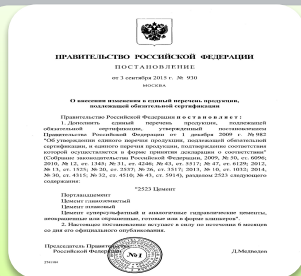 ПРАВИТЕЛЬСТВО РОССИЙСКОЙ ФЕДЕРАЦИИ
ПОСТАНОВЛЕНИЕ
от 3 сентября 2015 г. № 930
МОСКВА
О внесении изменения в единый перечень продукции,
подлежащей обязательной сертификации
Правительство Российской Федерации постановляет:
1. Дополнить единый перечень продукции, подлежащей
обязательной сертификации, утвержденный постановлением
Правительства Российской Федерации от 1 декабря 2009 г. № 982
"Об утверждении единого перечня продукции, подлежащей обязательной
сертификации, и единого перечня продукции, подтверждение соответствия
которой осуществляется в форме принятия декларации о соответствии"
(Собрание законодательства Российской Федерации, 2009, № 50, ст. 6096;
2010, № 12, ст. 1345; № 31, ст. 4246; № 43, ст. 5517; № 47, ст. 6129; 2012,
№ 13, ст. 1525; № 20, ст. 2537; № 26, ст. 3517; 2013, № 10, ст. 1032; 2014,
№ 30, ст. 4315; № 32, ст. 4510; № 43, ст. 5914), разделом 2523 следующего
содержания:
"2523 Цемент
Портландцемент
Цемент глиноземистый
Цемент шлаковый
Цемент суперсульфатный и аналогичные гидравлические цементы,
неокрашенные или окрашенные, готовые или в форме клинкеров".
2. Настоящее постановление вступает в силу по истечении 6 месяцев
со дня его официального опубликования.
Председатель Правительства
Российской Федерации Д.Медведев
№1